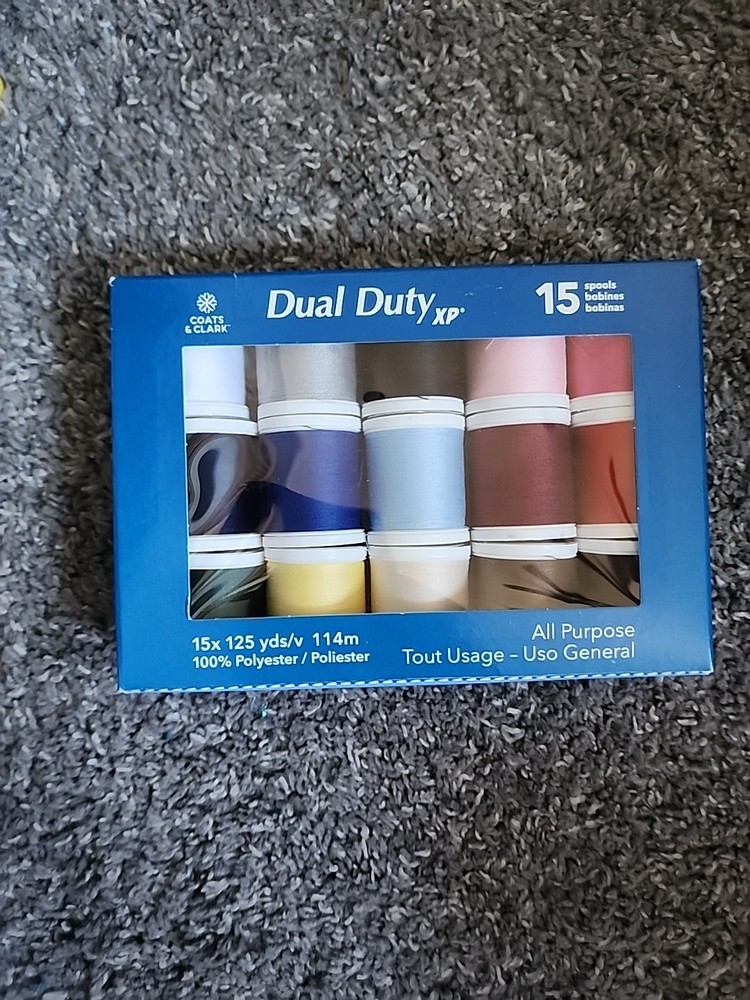 COATS
& CLARK™
Dual Duty XP®
15 spools
bobines
bobinas
15x 125 yds/v 114m
100% Polyester / Poliester
All Purpose
Tout Usage – Uso General